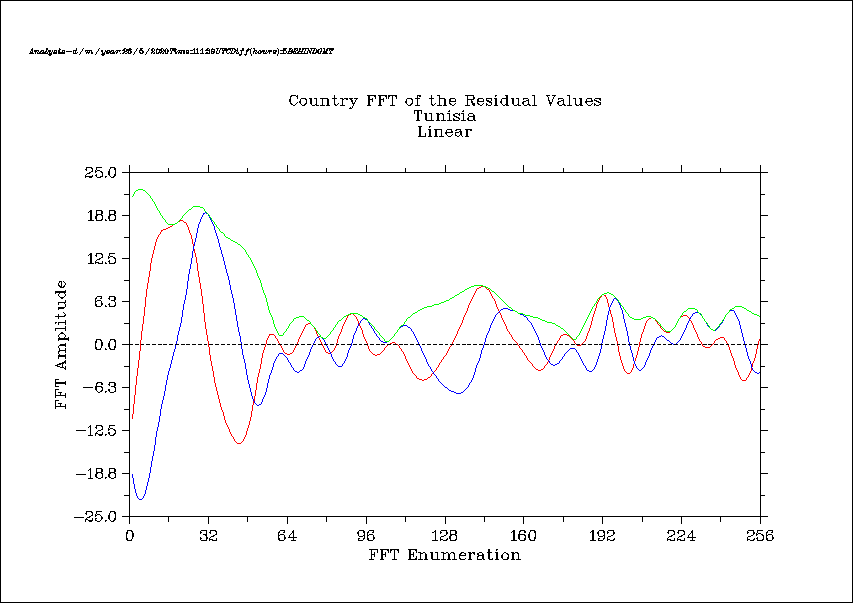 Country FFT of the Residual Values
Tunisia
Linear
25.0
18.8
12.5
6.3
0.0
-6.3
-12.5
-18.8
-25.0
FFT Amplitude
0 32 64 96 128 160 192 224 256
FFT Enumeration